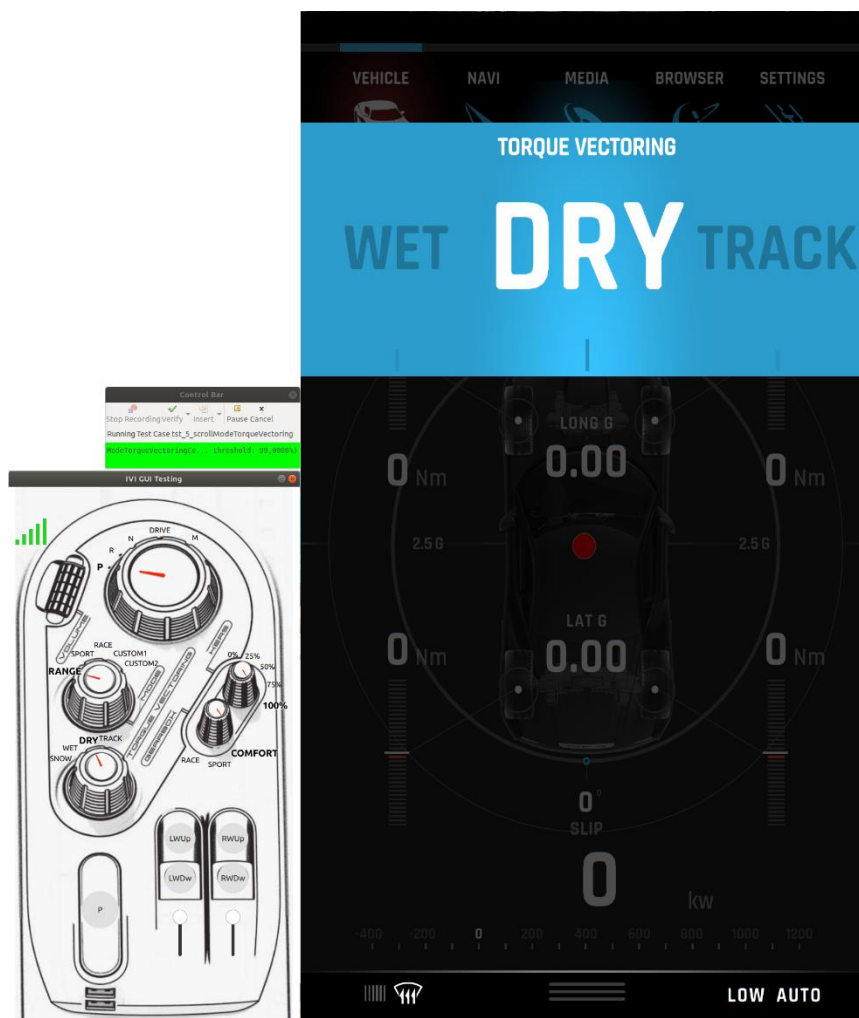 VEHICLE NAVI MEDIA BROWSER SETTINGS
TORQUE VECTORING
WET DRY TRACK
LONG G
0.00
0 Nm 0 Nm
2.5 G 2.5 G
LAT G
0.00
0 Nm 0 Nm
0°
SLIP
0
kw
-400 -200 0 200 400 600 800 1000 1200
LOW AUTO
Control Bar
Stop Recording Verify Insert Pause Cancel
Running Test Case tst_5_scrollModeTorqueVectoring
ModeTorqueVectoringCy... threshold: 99,0000%)
IVI GUI Testing
P R N DRIVE M
VOLUME
RANGE SPORT RACE CUSTOM1 CUSTOM2
MODE
TORQUE VECTORING
GEARBOX
0% 25% 50% 75% 100%
SNOW WET DRY TRACK
RACE SPORT COMFORT
LWUp RWUp
LWDw RWDw
P